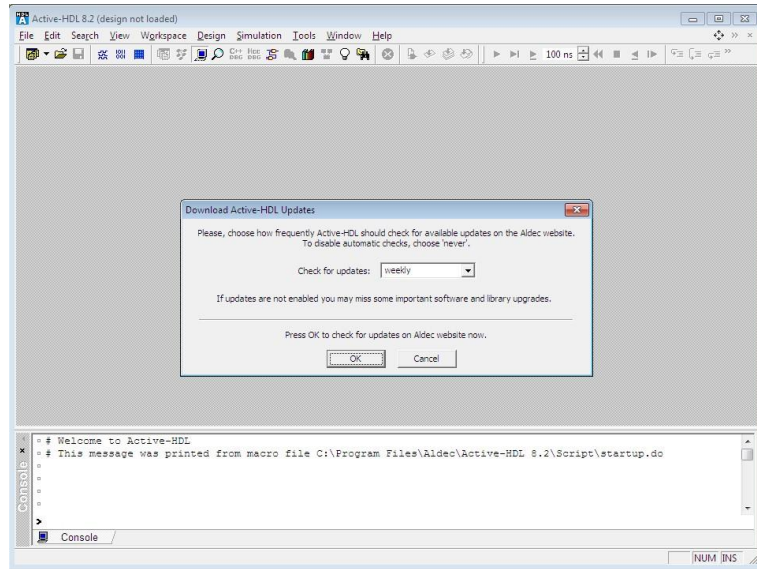 Active-HDL 8.2 (design not loaded)
File Edit Search View Workspace Design Simulation Tools Window Help
100 ns
Download Active-HDL Updates
Please, choose how frequently Active-HDL should check for available updates on the Aldec website.
To disable automatic checks, choose 'never'.
Check for updates: weekly
If updates are not enabled you may miss some important software and library upgrades.
Press OK to check for updates on Aldec website now.
OK Cancel
# Welcome to Active-HDL
# This message was printed from macro file C:\Program Files\Aldec\Active-HDL 8.2\Script\startup.do
>
Console
Console
NUM INS